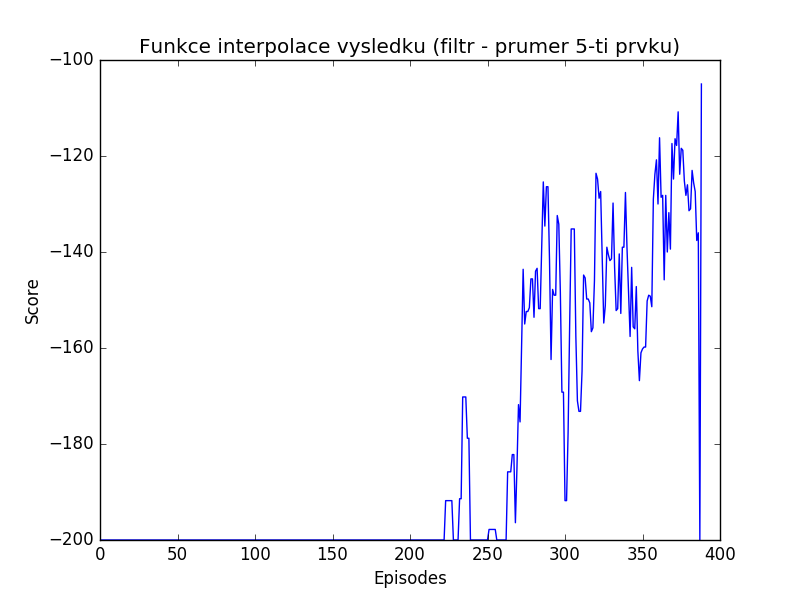 Funkce interpolace vysledku (filtr - prumer 5-ti prvku)
−100
−120
−140
−160
−180
−200
Score
0 50 100 150 200 250 300 350 400
Episodes